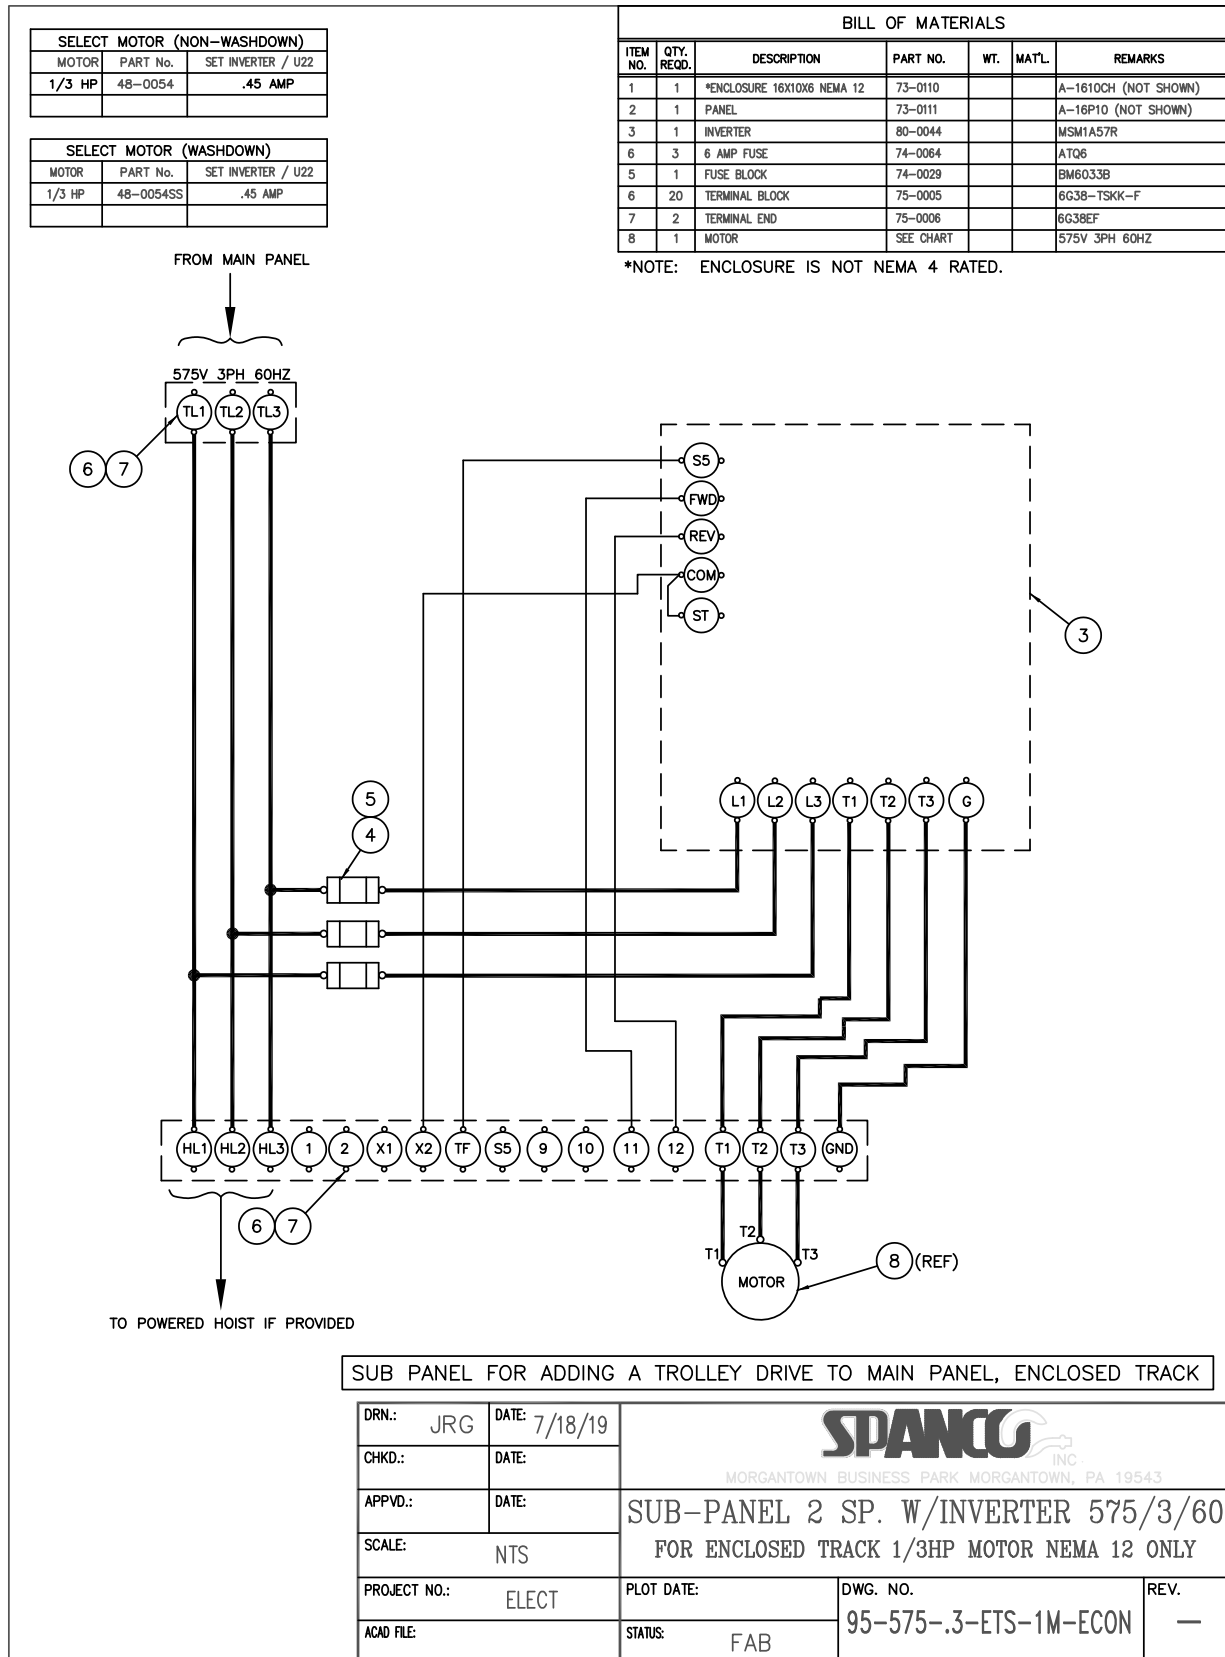 SELECT MOTOR (NON-WASHDOWN)
MOTOR PART No. SET INVERTER / U22
1/3 HP 48-0054 .45 AMP
SELECT MOTOR (WASHDOWN)
MOTOR PART No. SET INVERTER / U22
1/3 HP 48-0054SS .45 AMP
BILL OF MATERIALS
ITEM NO. QTY. REQD. DESCRIPTION PART NO. WT. MAT'L. REMARKS
1 1 *ENCLOSURE 16X10X6 NEMA 12 73-0110 A-1610CH (NOT SHOWN)
2 1 PANEL 73-0111 A-16P10 (NOT SHOWN)
3 1 INVERTER 80-0044 MSM1A57R
6 3 6 AMP FUSE 74-0064 ATQ6
5 1 FUSE BLOCK 74-0029 BM6033B
6 20 TERMINAL BLOCK 75-0005 6G38-TSKK-F
7 2 TERMINAL END 75-0006 6G38EF
8 1 MOTOR SEE CHART 575V 3PH 60HZ
*NOTE: ENCLOSURE IS NOT NEMA 4 RATED.
FROM MAIN PANEL
575V 3PH 60HZ
TL1 TL2 TL3
6 7
S5
FWD
REV
COM
ST
3
L1 L2 L3 T1 T2 T3 G
5
4
HL1 HL2 HL3 1 2 X1 X2 TF S5 9 10 11 12 T1 T2 T3 GND
6 7
T1 T2 T3
MOTOR
8 (REF)
TO POWERED HOIST IF PROVIDED
SUB PANEL FOR ADDING A TROLLEY DRIVE TO MAIN PANEL, ENCLOSED TRACK
DRN.: JRG DATE: 7/18/19
CHKD.: DATE:
APPVD.: DATE:
SCALE: NTS
PROJECT NO.: ELECT
ACAD FILE:
SPANCO
INC.
MORGANTOWN BUSINESS PARK MORGANTOWN, PA 19543
SUB-PANEL 2 SP. W/INVERTER 575/3/60
FOR ENCLOSED TRACK 1/3HP MOTOR NEMA 12 ONLY
PLOT DATE:
STATUS: FAB
DWG. NO.
95-575-.3-ETS-1M-ECON
REV.
—